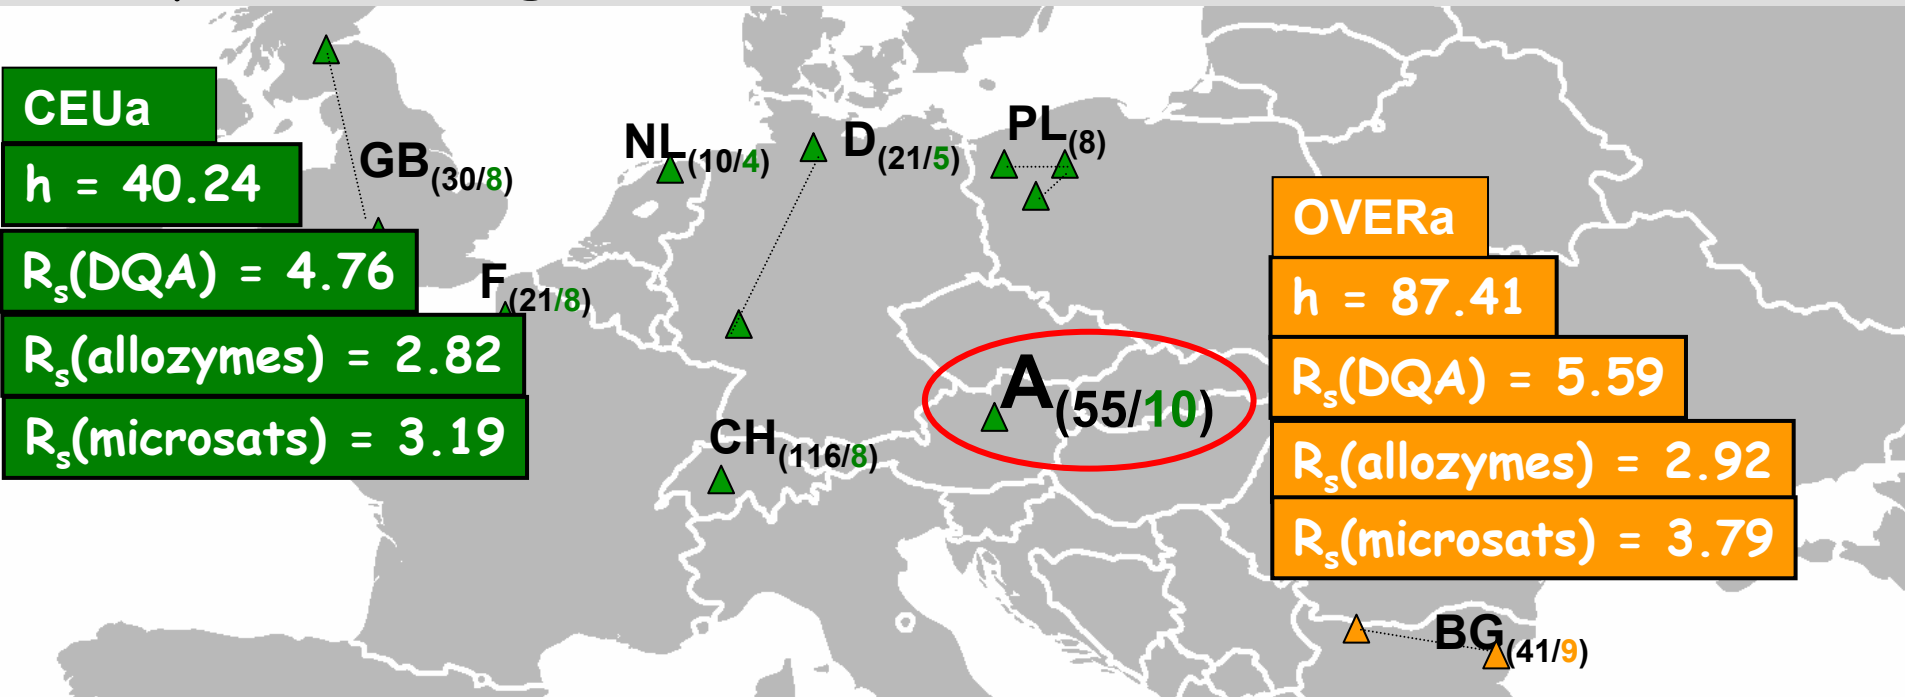 CEUa
h = 40.24
Rs(DQA) = 4.76
Rs(allozymes) = 2.82
Rs(microsats) = 3.19
GB(30/8)
NL(10/4)
D(21/5)
PL(8)
F(21/8)
A(55/10)
CH(116/8)
OVERa
h = 87.41
Rs(DQA) = 5.59
Rs(allozymes) = 2.92
Rs(microsats) = 3.79
BG(41/9)